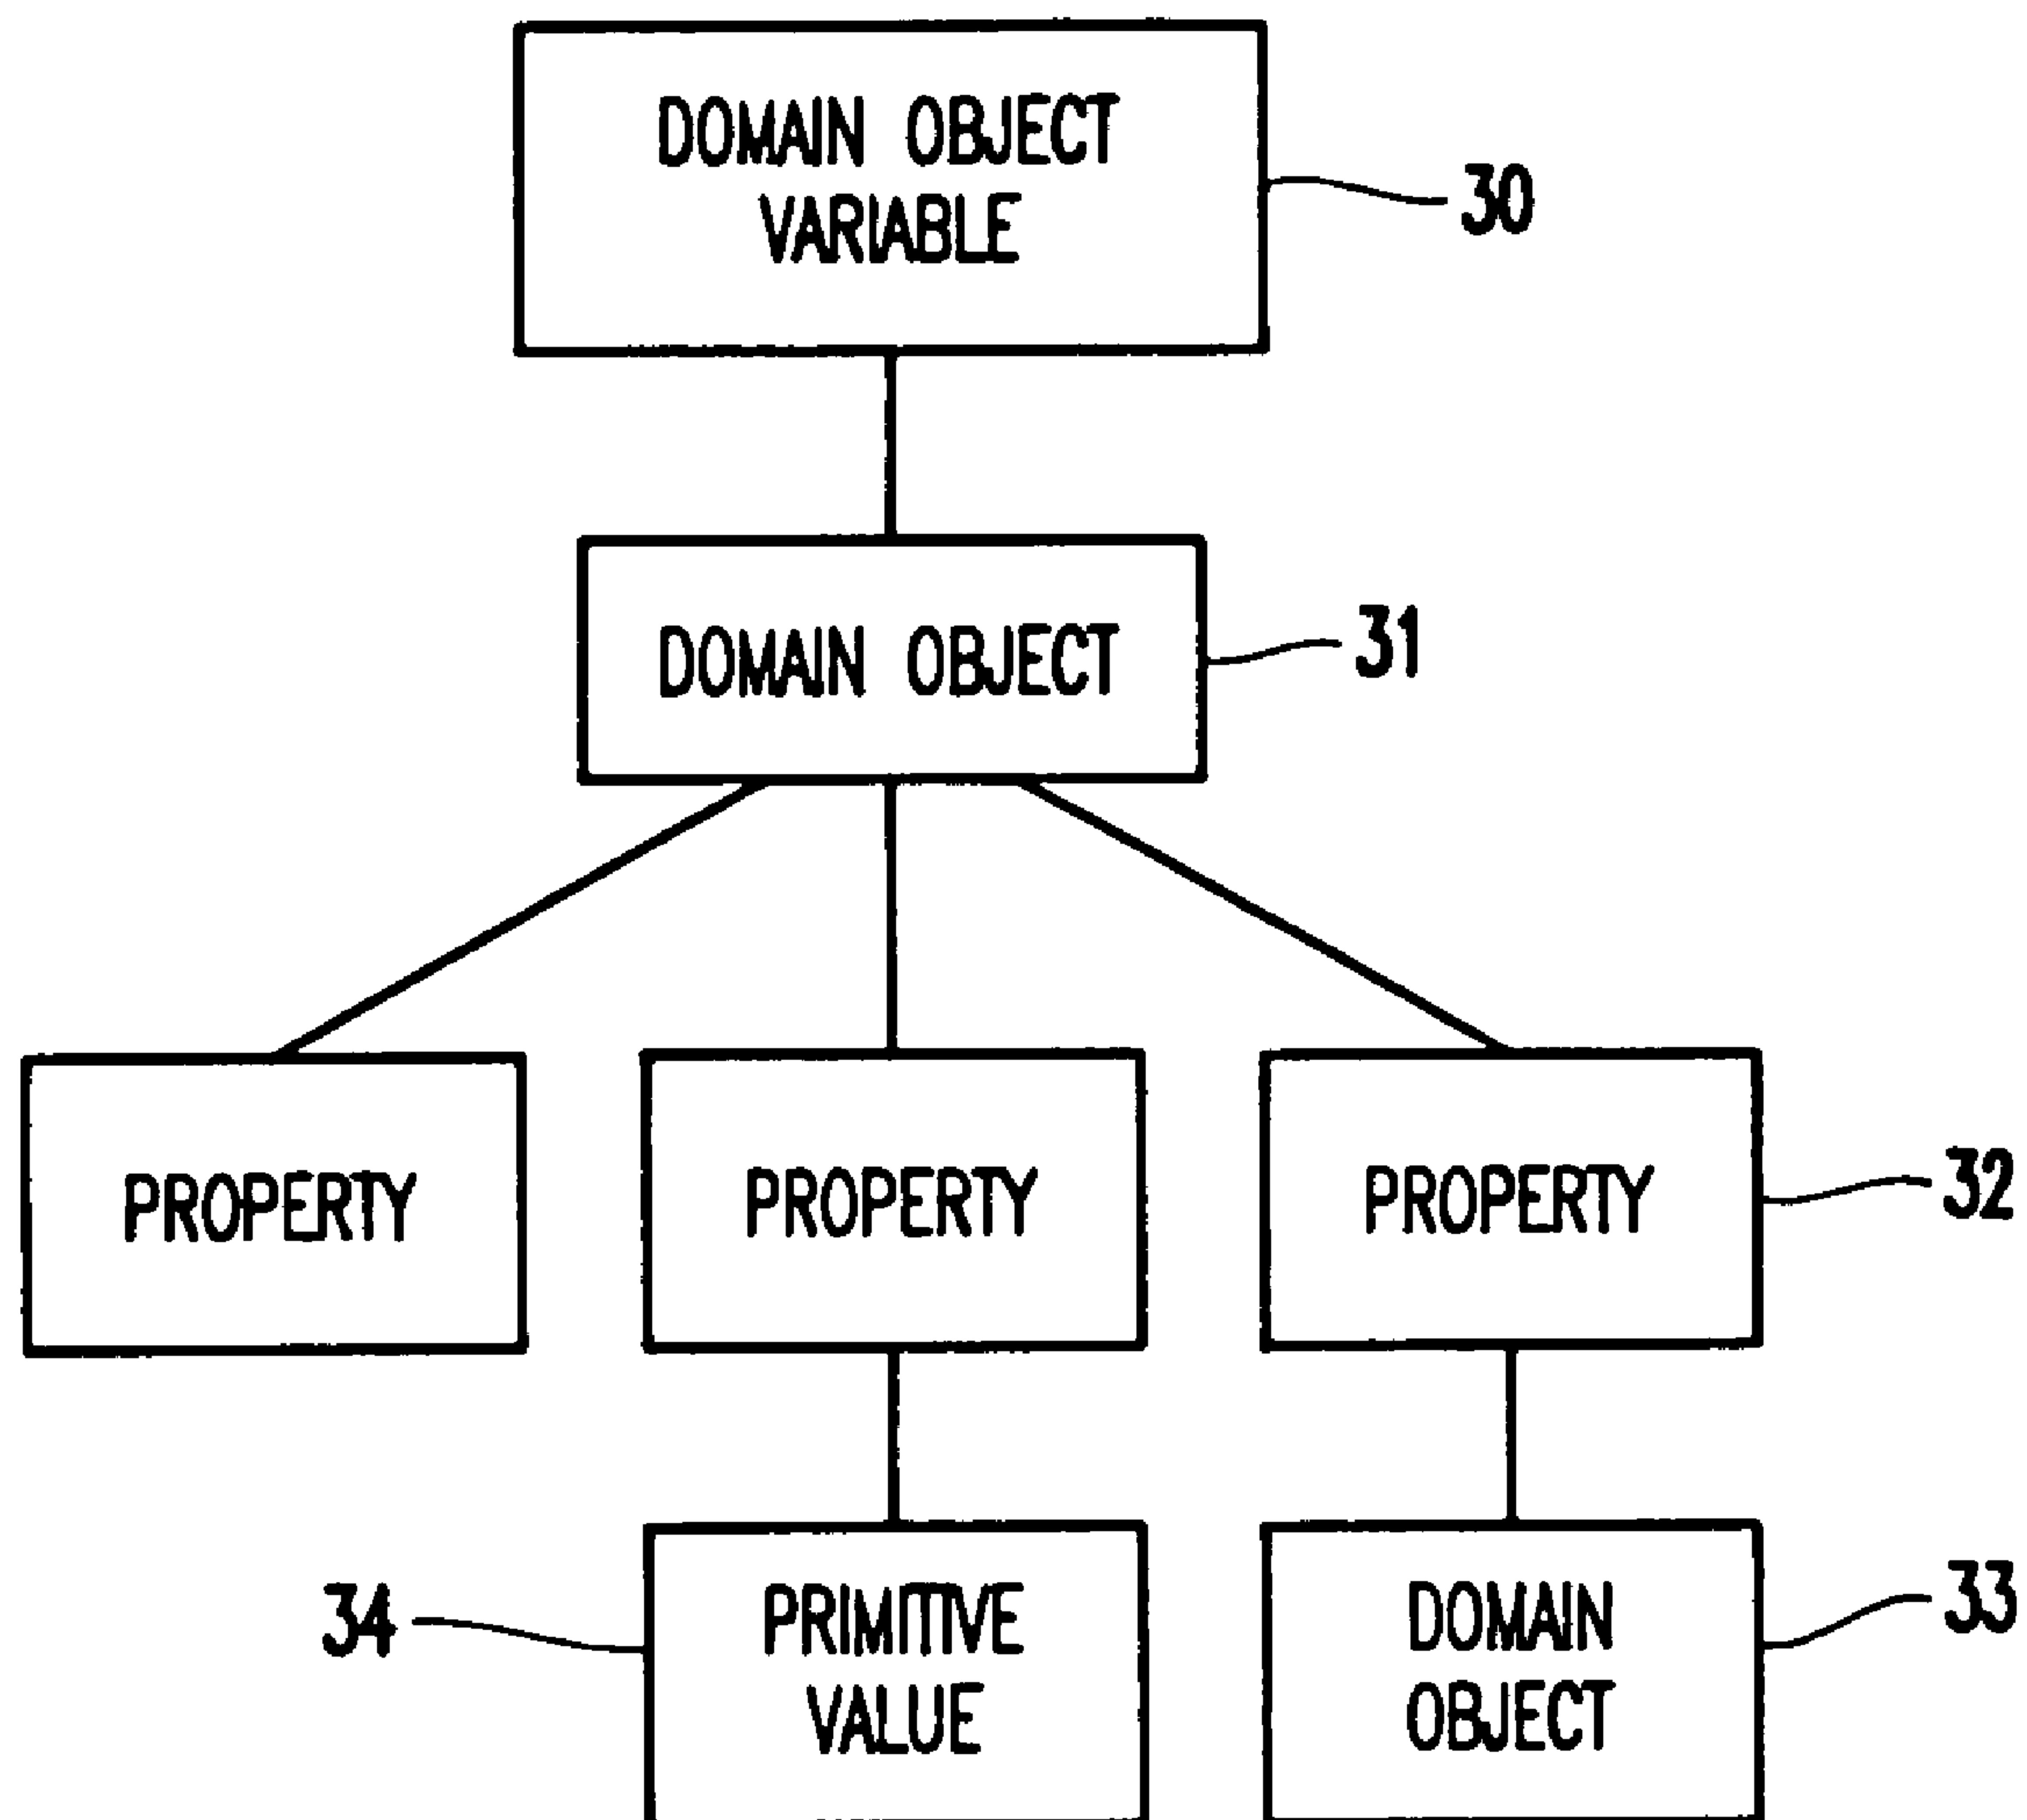 DOMAIN OBJECT
VARIABLE
30
DOMAIN OBJECT
31
PROPERTY
PROPERTY
PROPERTY
32
34
PRIMITIVE
VALUE
DOMAIN
OBJECT
33